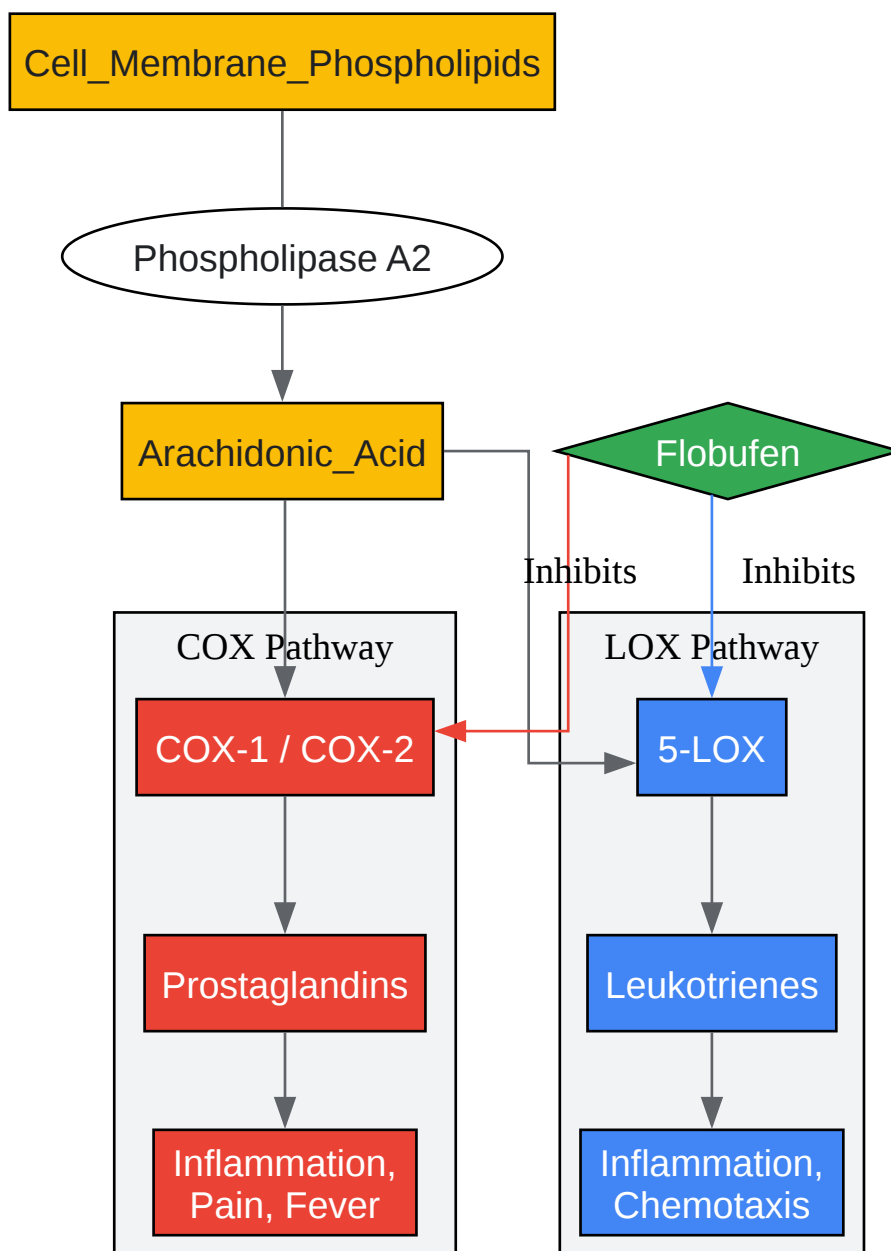 Cell_Membrane_Phospholipids
Phospholipase A2
Arachidonic_Acid
Flobufen
Inhibits
Inhibits
COX Pathway
LOX Pathway
COX-1 / COX-2
5-LOX
Prostaglandins
Leukotrienes
Inflammation,
Pain, Fever
Inflammation,
Chemotaxis